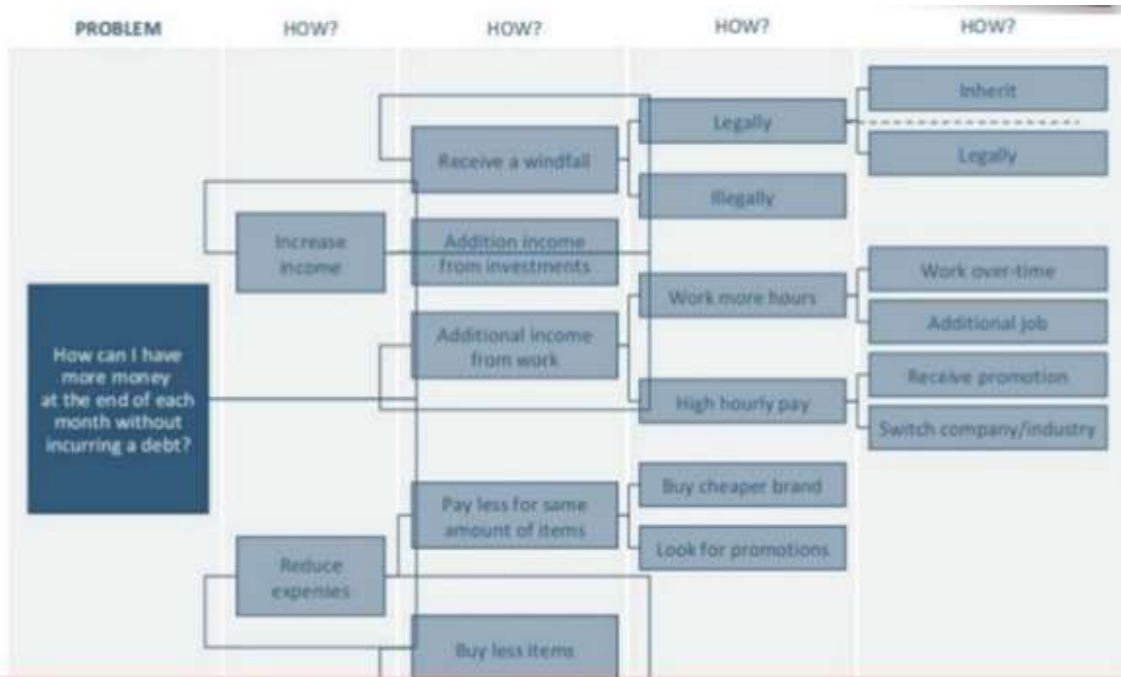 PROBLEM
HOW?
HOW?
HOW?
HOW?
How can I have
more money
at the end of each
month without
incurring a debt?
Increase
income
Reduce
expenies
Receive a windfall
Addition income
from investments
Additional income
from work
Pay less for same
amount of items
Buy less items
Legally
Illegally
Work more hours
High hourly pay
Buy cheaper brand
Look for promotions
Inherit
Legally
Work over-time
Additional job
Receive promotion
Switch company/industry